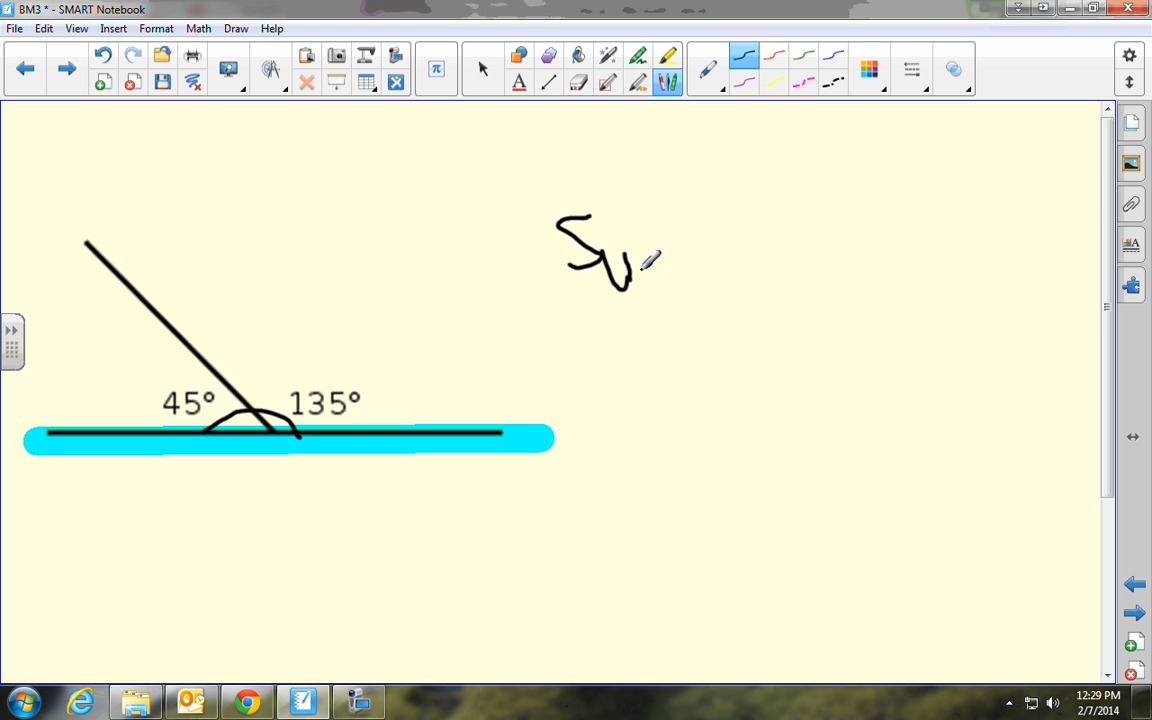 BM3 * - SMART Notebook
File Edit View Insert Format Math Draw Help
π
A
Su
45° 135°
12:29 PM
2/7/2014